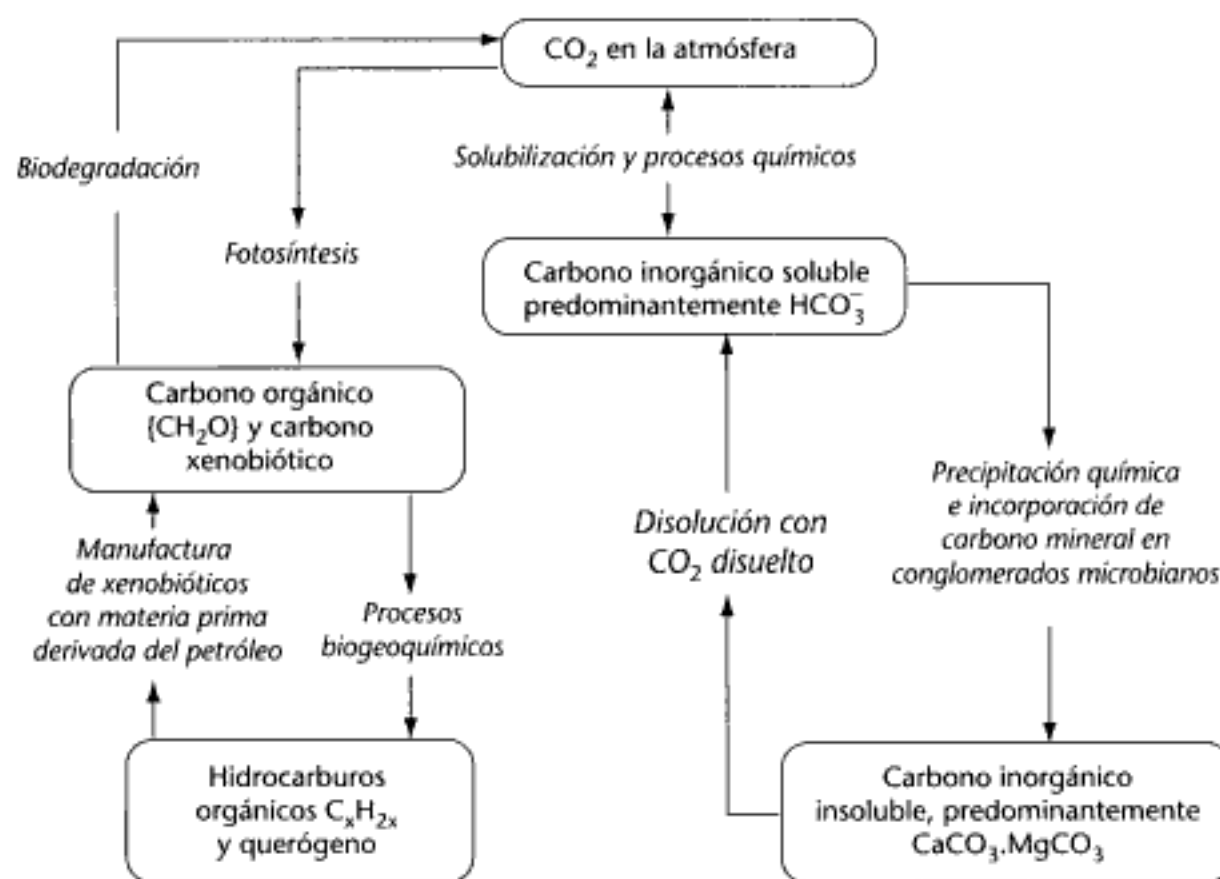 CO₂ en la atmósfera
Biodegradación
Solubilización y procesos químicos
Fotosíntesis
Carbono inorgánico soluble
predominantemente HCO₃⁻
Carbono orgánico
{CH₂O} y carbono
xenobiótico
Precipitación química
e incorporación de
carbono mineral en
conglomerados microbianos
Disolución con
CO₂ disuelto
Manufactura
de xenobióticos
con materia prima
derivada del petróleo
Procesos
biogeoquímicos
Hidrocarburos
orgánicos CₓH₂ₓ
y querógeno
Carbono inorgánico
insoluble, predominantemente
CaCO₃.MgCO₃